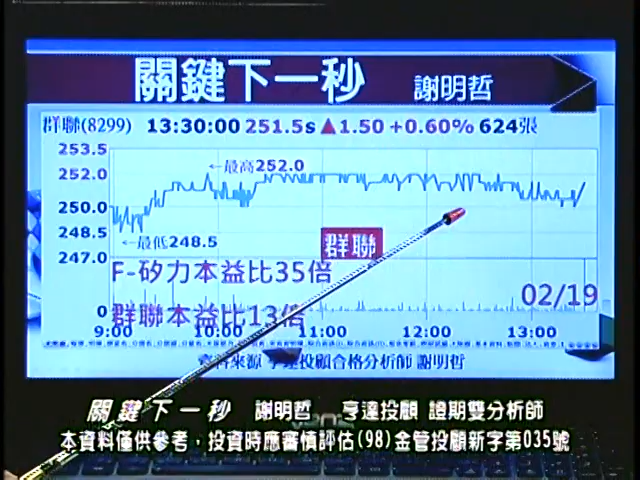 關鍵下一秒 謝明哲
群聯(8299) 13:30:00 251.5s ▲1.50 +0.60% 624張
253.5
252.0 ←最高252.0
250.0
248.5 ←最低248.5
群聯
247.0
F-矽力本益比35倍
02/19
群聯本益比13倍
0
9:00 10:00 11:00 12:00 13:00
資料來源 亨達投顧合格分析師 謝明哲
關鍵下一秒 謝明哲 亨達投顧 證期雙分析師
本資料僅供參考，投資時應審慎評估(98)金管投顧新字第035號